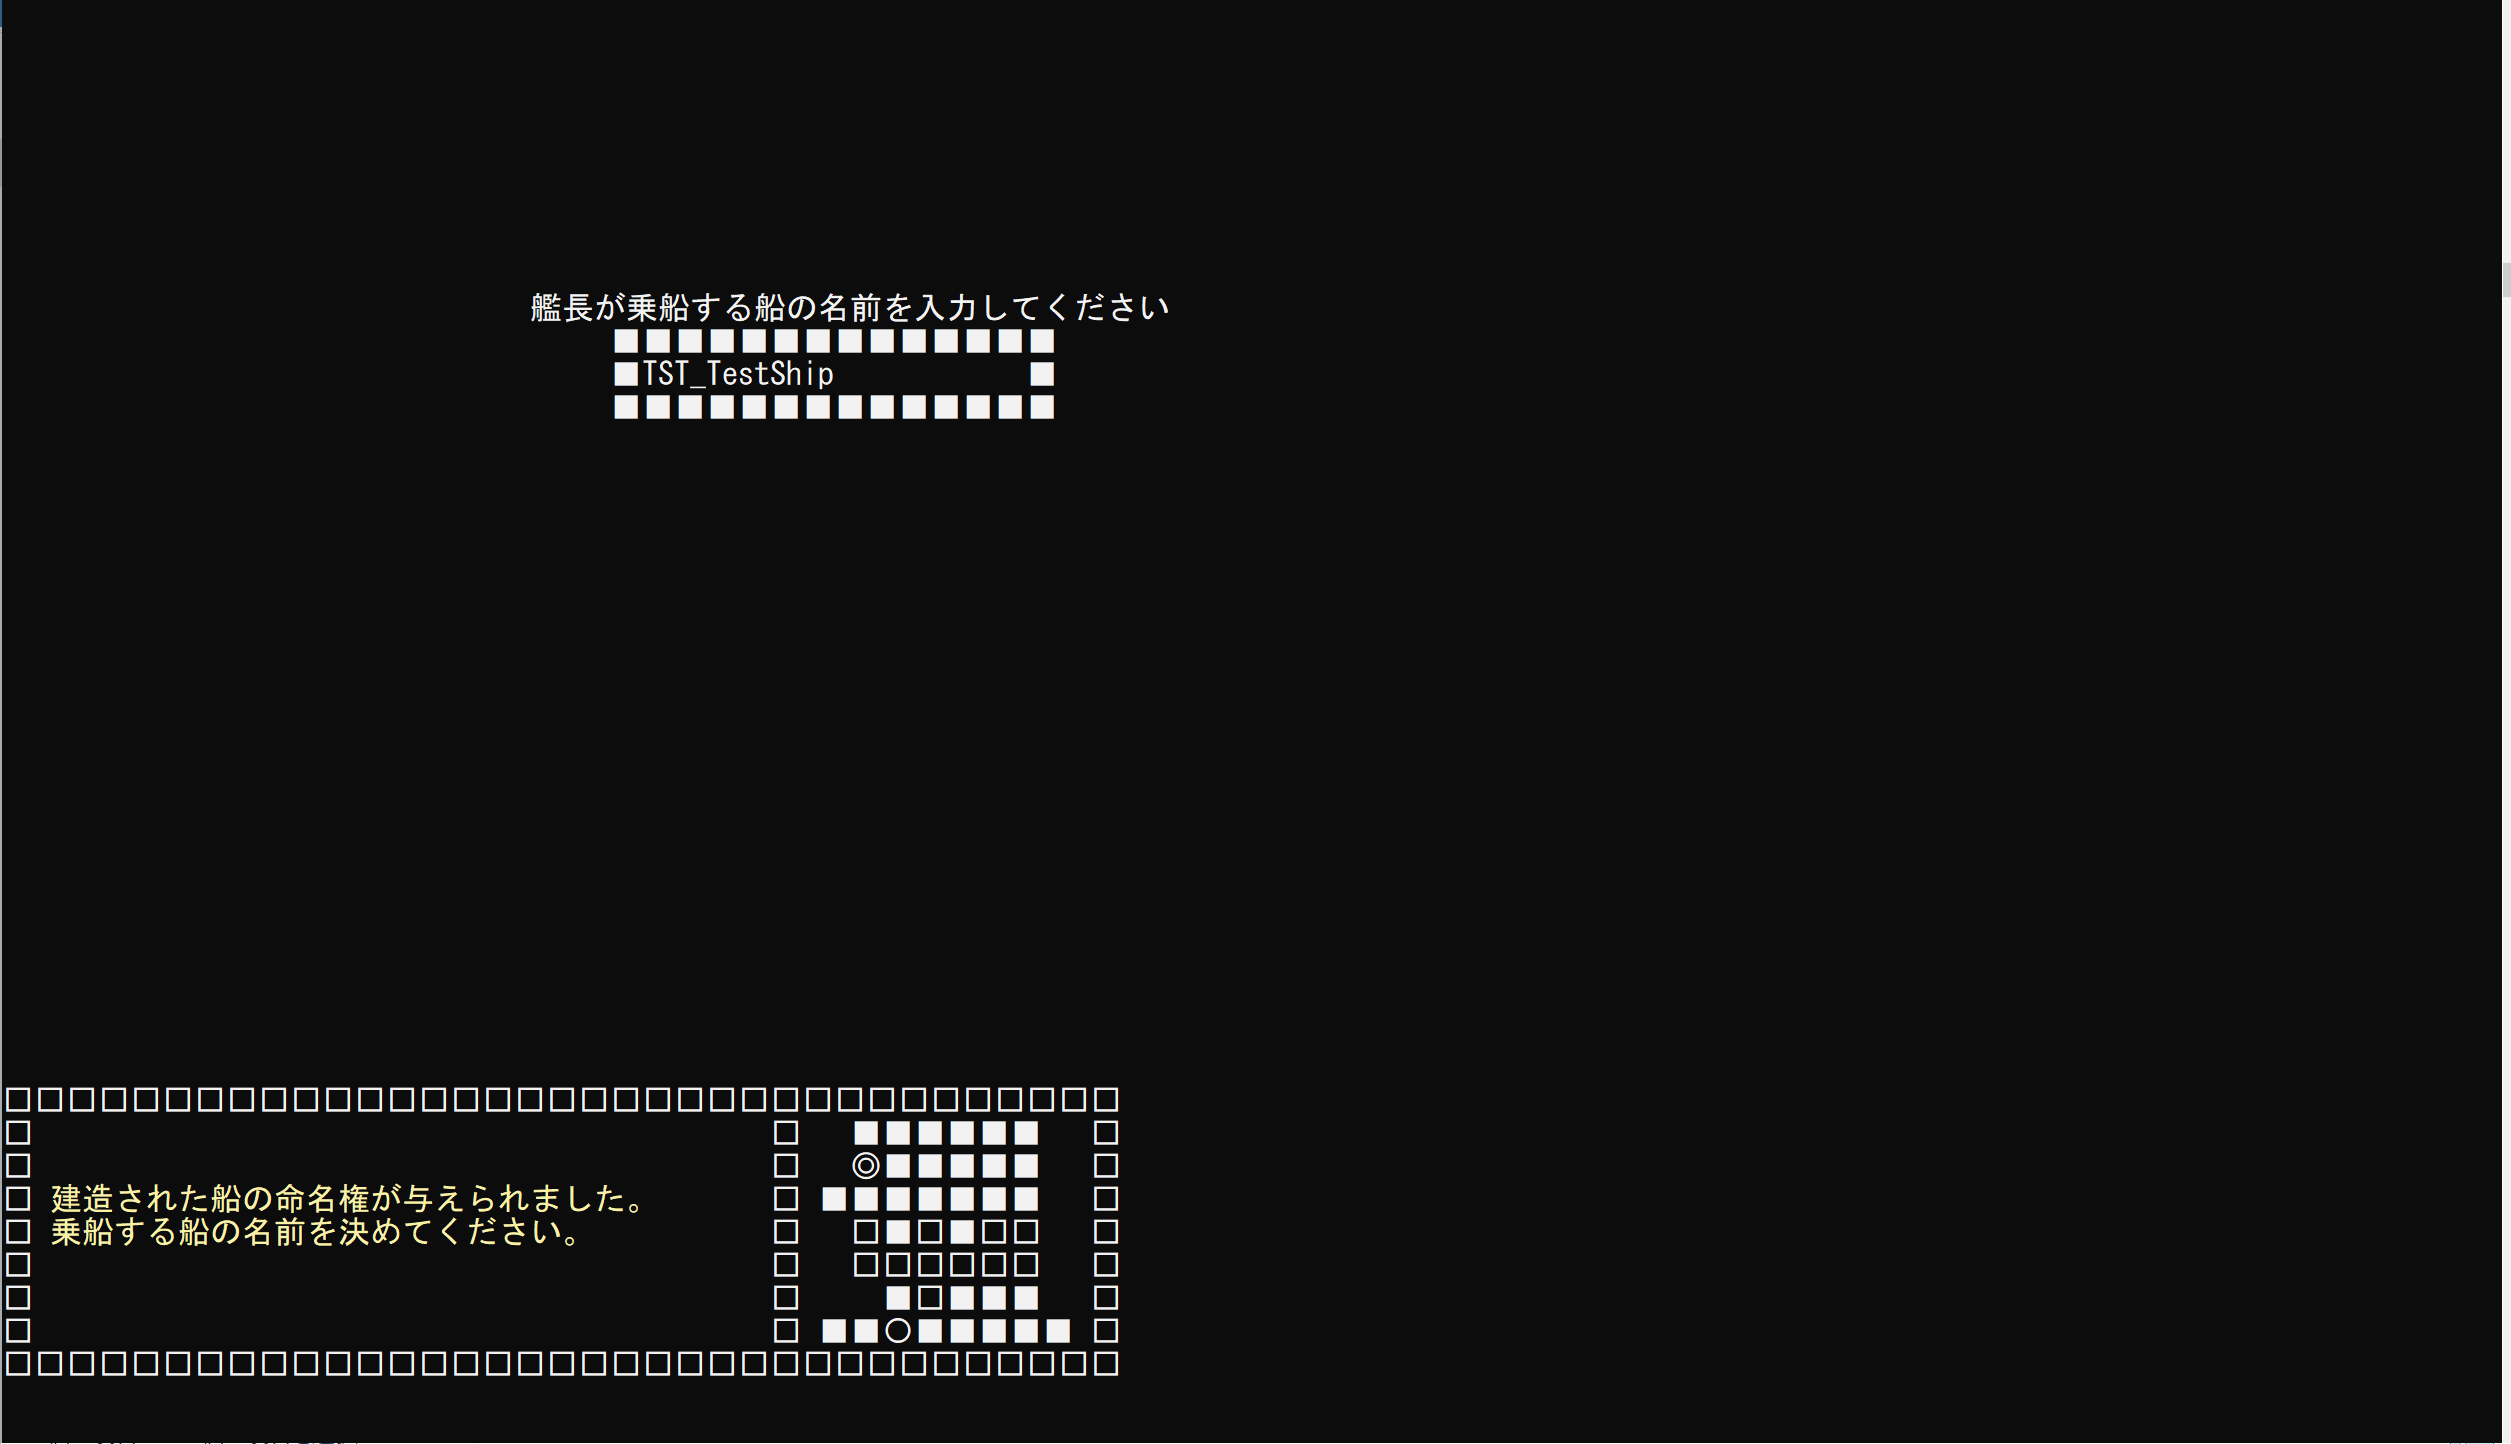 艦長が乗船する船の名前を入力してください
TST_TestShip
建造された船の命名権が与えられました。
乗船する船の名前を決めてください。